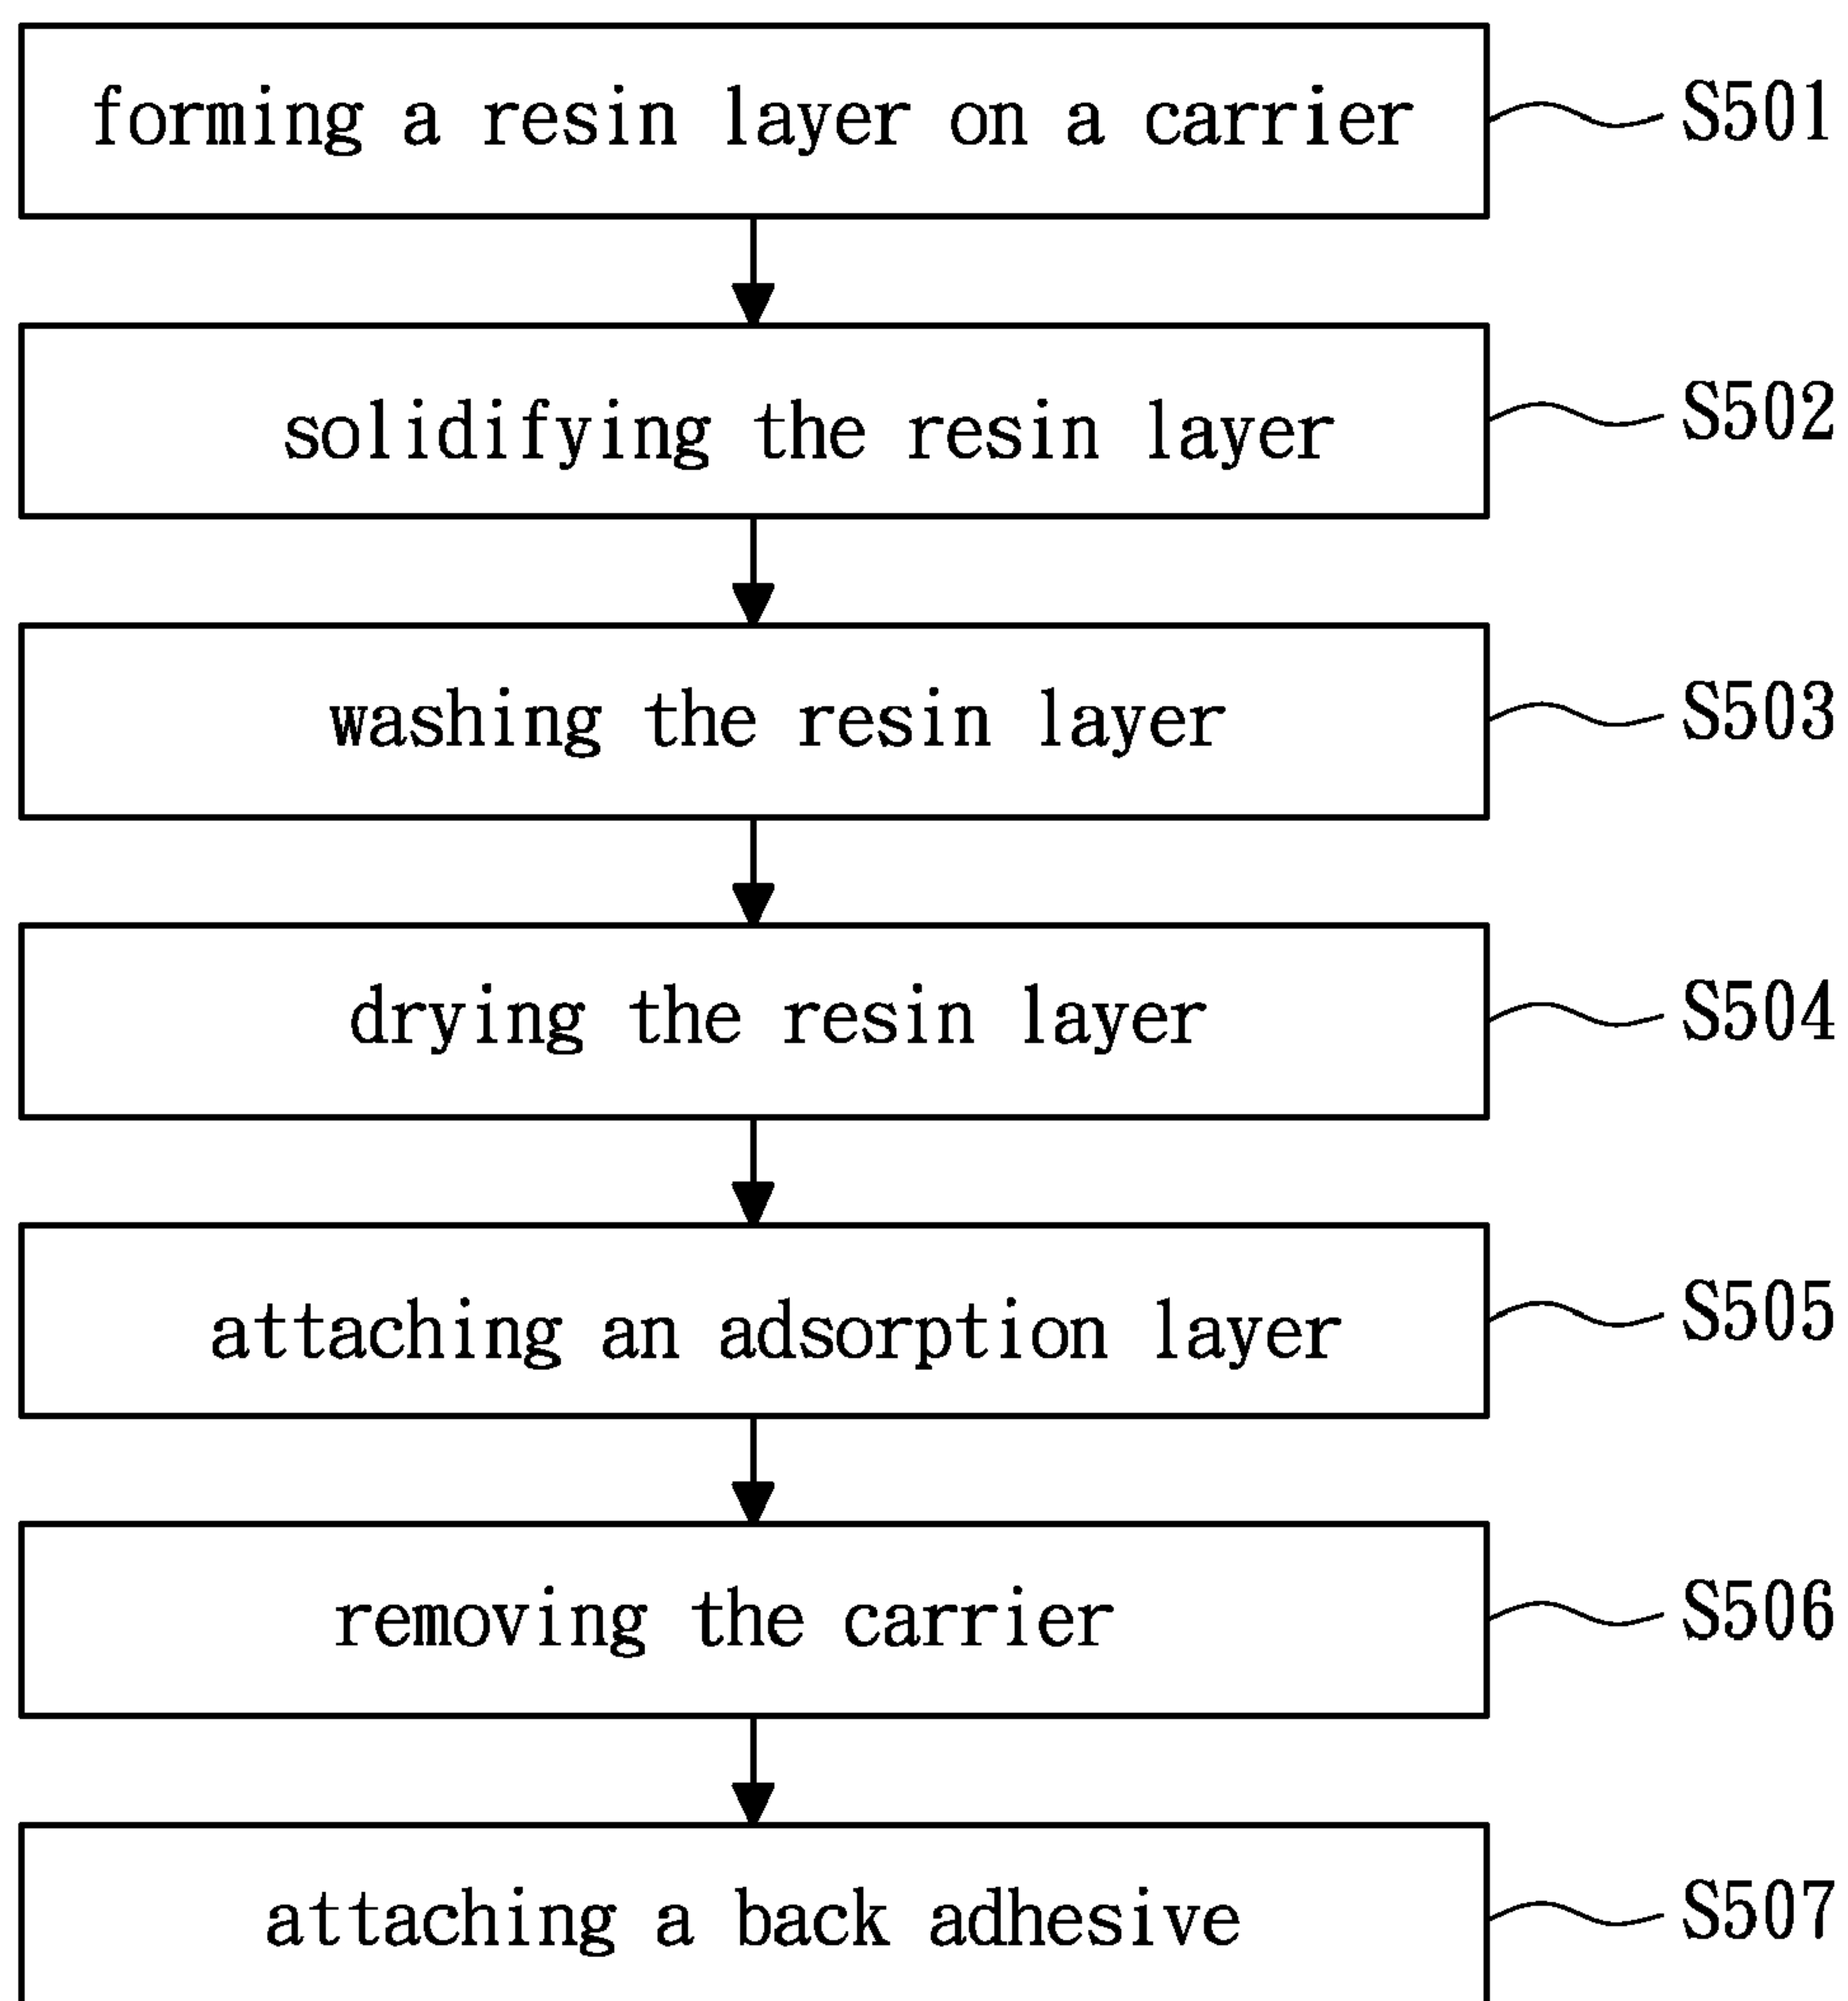 forming a resin layer on a carrier S501
solidifying the resin layer S502
washing the resin layer S503
drying the resin layer S504
attaching an adsorption layer S505
removing the carrier S506
attaching a back adhesive S507